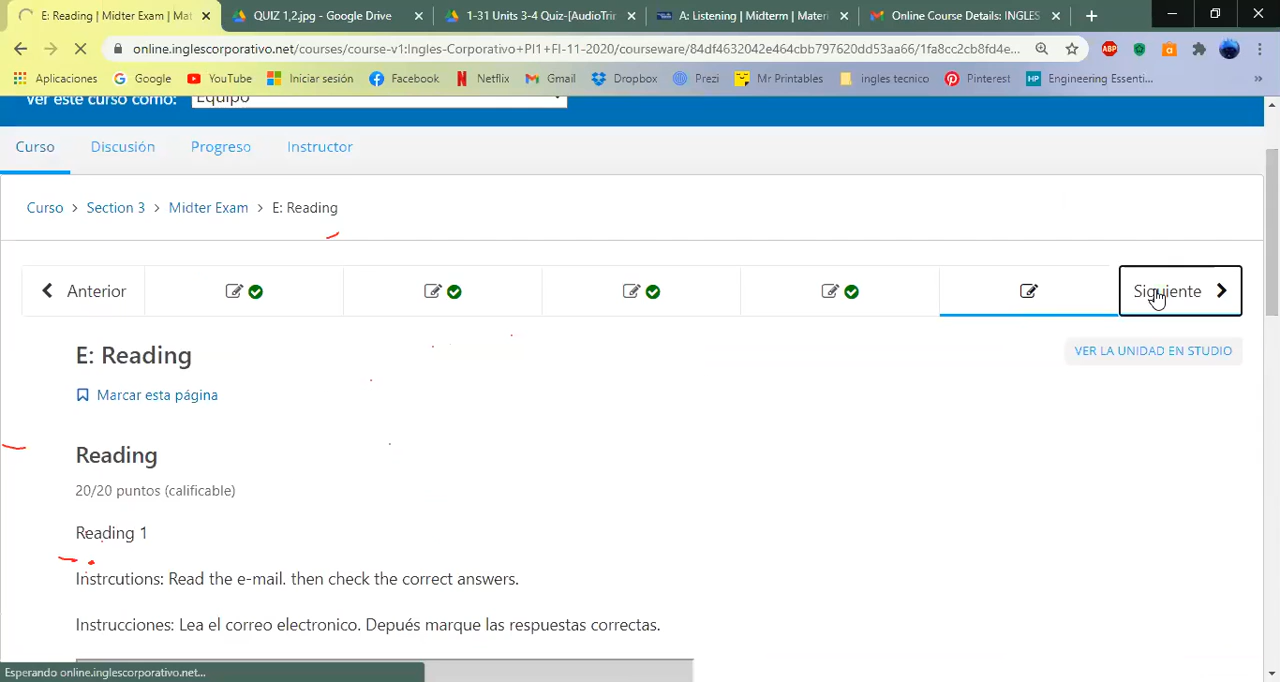 E: Reading | Midter Exam | Mat
QUIZ 1,2.jpg - Google Drive
1-31 Units 3-4 Quiz-[AudioTrim
A: Listening | Midterm | Materi
Online Course Details: INGLES
online.inglescorporativo.net/courses/course-v1:Ingles-Corporativo+PI1+FI-11-2020/courseware/84df4632042e464cbb797620dd53aa66/1fa8cc2cb8fd4e...
ABP
Aplicaciones
Google
YouTube
Iniciar sesión
Facebook
Netflix
Gmail
Dropbox
Prezi
Mr Printables
ingles tecnico
Pinterest
HP
Engineering Essenti...
»
Ver este curso como:
Equipo
Curso
Discusión
Progreso
Instructor
Curso > Section 3 > Midter Exam > E: Reading
Anterior
Siguiente
E: Reading
VER LA UNIDAD EN STUDIO
Marcar esta página
Reading
20/20 puntos (calificable)
Reading 1
Instrcutions: Read the e-mail. then check the correct answers.
Instrucciones: Lea el correo electronico. Depués marque las respuestas correctas.
Esperando online.inglescorporativo.net...